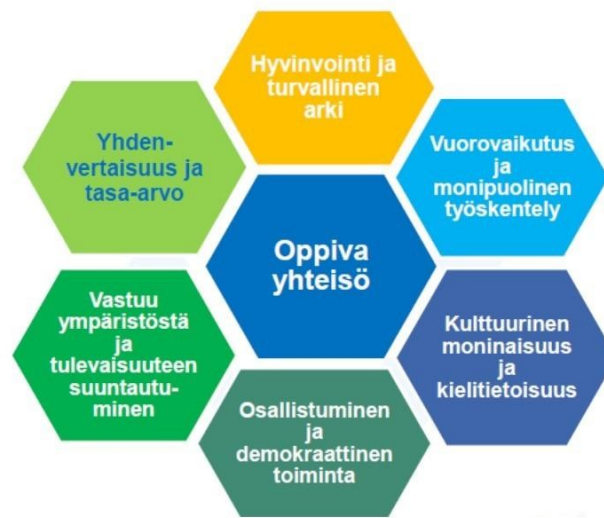 Hyvinvointi ja
turvallinen
arki
Yhden-
vertaisuus ja
tasa-arvo
Vuorovaikutus
ja
monipuolinen
työskentely
Oppiva
yhteisö
Vastuu
ympäristöstä
ja
tulevaisuuteen
suuntautu-
minen
Kulttuurinen
moninaisuus
ja
kielitietoisuus
Osallistuminen
ja
demokraattinen
toiminta